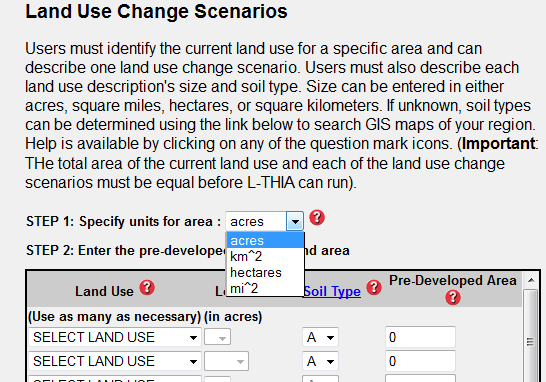 Land Use Change Scenarios
Users must identify the current land use for a specific area and can
describe one land use change scenario. Users must also describe each
land use description's size and soil type. Size can be entered in either
acres, square miles, hectares, or square kilometers. If unknown, soil types
can be determined using the link below to search GIS maps of your region.
Help is available by clicking on any of the question mark icons. (Important:
THe total area of the current land use and each of the land use change
scenarios must be equal before L-THIA can run).
STEP 1: Specify units for area : acres ?
acres
km^2
hectares
mi^2
STEP 2: Enter the pre-developed nd area
Land Use ? Lo Soil Type ? Pre-Developed Area ?
(Use as many as necessary) (in acres)
SELECT LAND USE A 0
SELECT LAND USE A 0